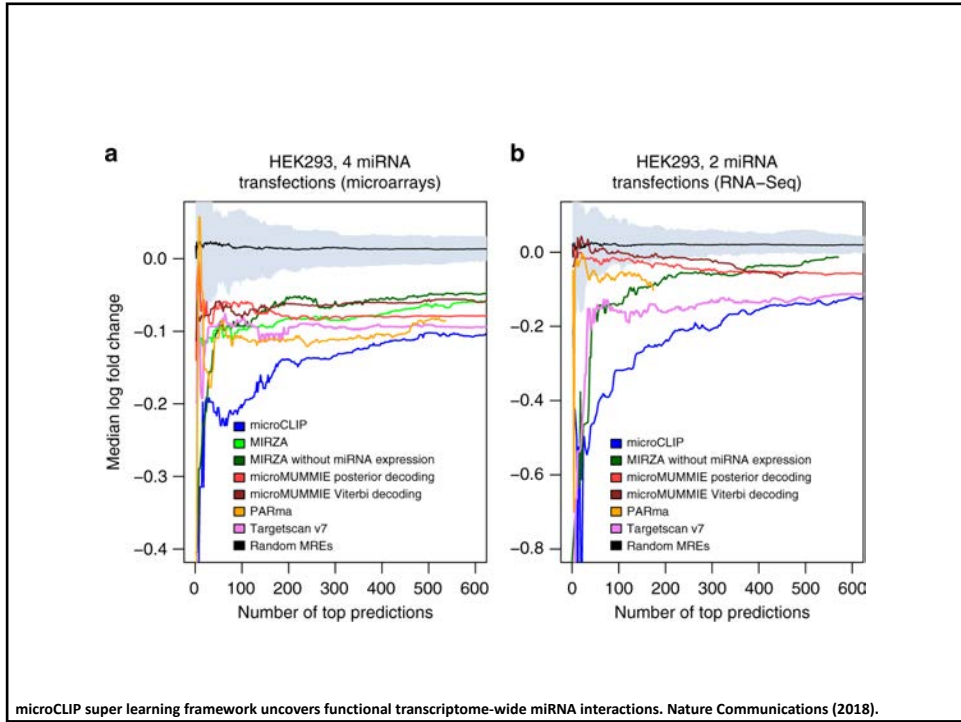 a
HEK293, 4 miRNA
transfections (microarrays)
Median log fold change
0.0
−0.1
−0.2
−0.3
−0.4
microCLIP
MIRZA
MIRZA without miRNA expression
microMUMMIE posterior decoding
microMUMMIE Viterbi decoding
PARma
Targetscan v7
Random MREs
0 100 200 300 400 500 600
Number of top predictions
b
HEK293, 2 miRNA
transfections (RNA−Seq)
0.0
−0.2
−0.4
−0.6
−0.8
microCLIP
MIRZA without miRNA expression
microMUMMIE posterior decoding
microMUMMIE Viterbi decoding
PARma
Targetscan v7
Random MREs
0 100 200 300 400 500 600
Number of top predictions
microCLIP super learning framework uncovers functional transcriptome-wide miRNA interactions. Nature Communications (2018).